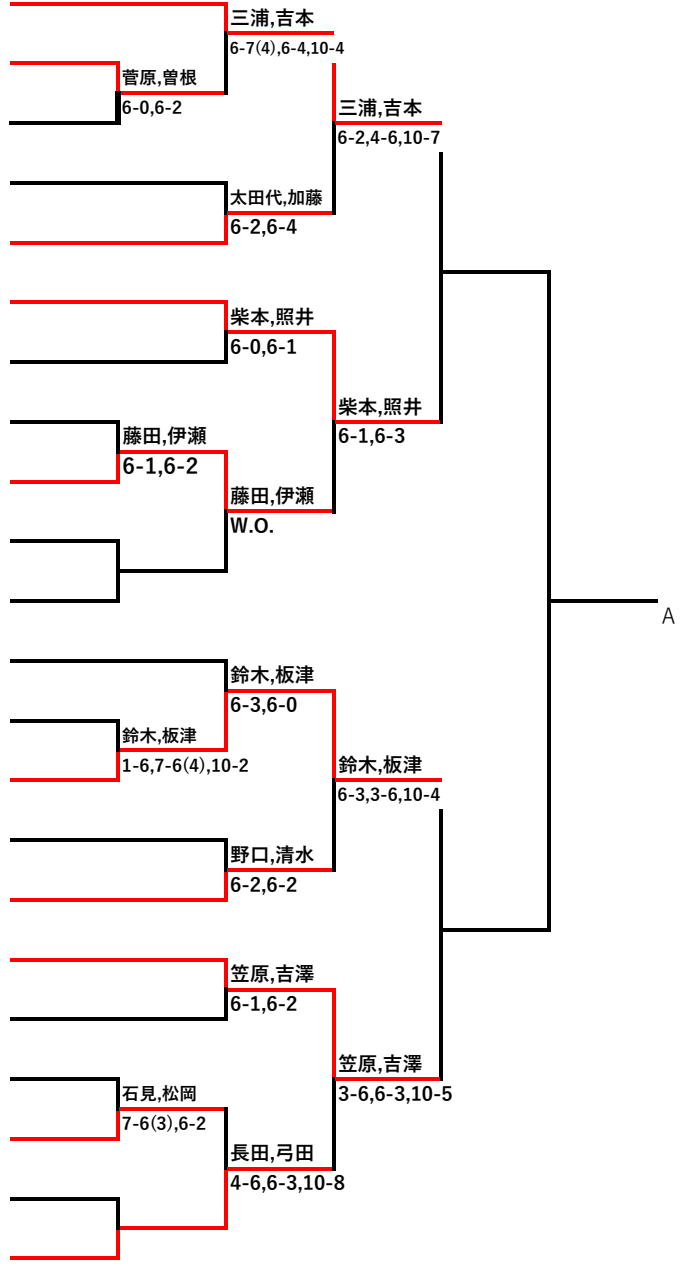 三浦,吉本
6-7(4),6-4,10-4
菅原,曽根
6-0,6-2
三浦,吉本
6-2,4-6,10-7
太田代,加藤
6-2,6-4
柴本,照井
6-0,6-1
柴本,照井
6-1,6-3
藤田,伊瀬
6-1,6-2
藤田,伊瀬
W.O.
A
鈴木,板津
6-3,6-0
鈴木,板津
1-6,7-6(4),10-2
鈴木,板津
6-3,3-6,10-4
野口,清水
6-2,6-2
笠原,吉澤
6-1,6-2
笠原,吉澤
3-6,6-3,10-5
石見,松岡
7-6(3),6-2
長田,弓田
4-6,6-3,10-8